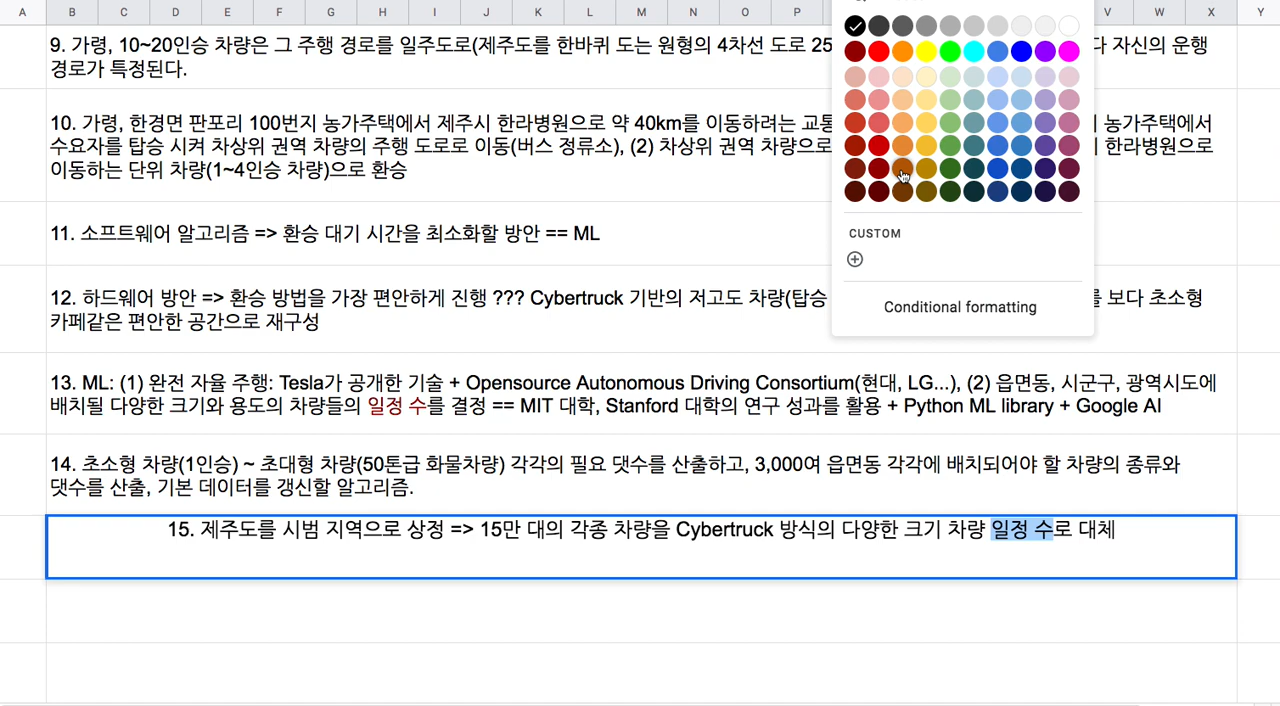 A B C D E F G H I J K L M N O P V W X Y
9. 가령, 10~20인승 차량은 그 주행 경로를 일주도로(제주도를 한바퀴 도는 원형의 4차선 도로 25 다 자신의 운행
경로가 특정된다.
10. 가령, 한경면 판포리 100번지 농가주택에서 제주시 한라병원으로 약 40km를 이동하려는 교통 농가주택에서
수요자를 탑승 시켜 차상위 권역 차량의 주행 도로로 이동(버스 정류소), (2) 차상위 권역 차량으로 한라병원으로
이동하는 단위 차량(1~4인승 차량)으로 환승
11. 소프트웨어 알고리즘 => 환승 대기 시간을 최소화할 방안 == ML
12. 하드웨어 방안 => 환승 방법을 가장 편안하게 진행 ??? Cybertruck 기반의 저고도 차량(탑승 를 보다 초소형
카페같은 편안한 공간으로 재구성
13. ML: (1) 완전 자율 주행: Tesla가 공개한 기술 + Opensource Autonomous Driving Consortium(현대, LG...), (2) 읍면동, 시군구, 광역시도에
배치될 다양한 크기와 용도의 차량들의 일정 수를 결정 == MIT 대학, Stanford 대학의 연구 성과를 활용 + Python ML library + Google AI
14. 초소형 차량(1인승) ~ 초대형 차량(50톤급 화물차량) 각각의 필요 댓수를 산출하고, 3,000여 읍면동 각각에 배치되어야 할 차량의 종류와
댓수를 산출, 기본 데이터를 갱신할 알고리즘.
15. 제주도를 시범 지역으로 상정 => 15만 대의 각종 차량을 Cybertruck 방식의 다양한 크기 차량 일정 수로 대체
CUSTOM
Conditional formatting